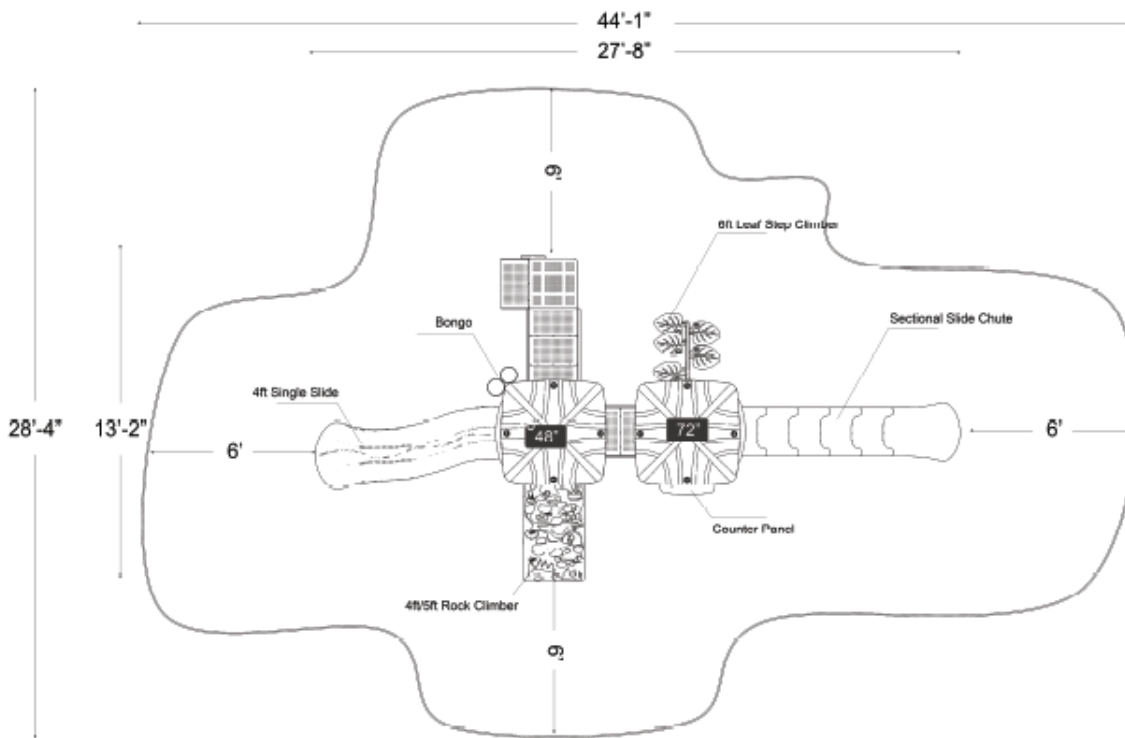 44'-1"
27'-8"
6'
6ft Leaf Step Climber
Bongo
Sectional Slide Chute
4ft Single Slide
28'-4"
13'-2"
48"
72"
6'
6'
Counter Panel
4ft/5ft Rock Climber
6'